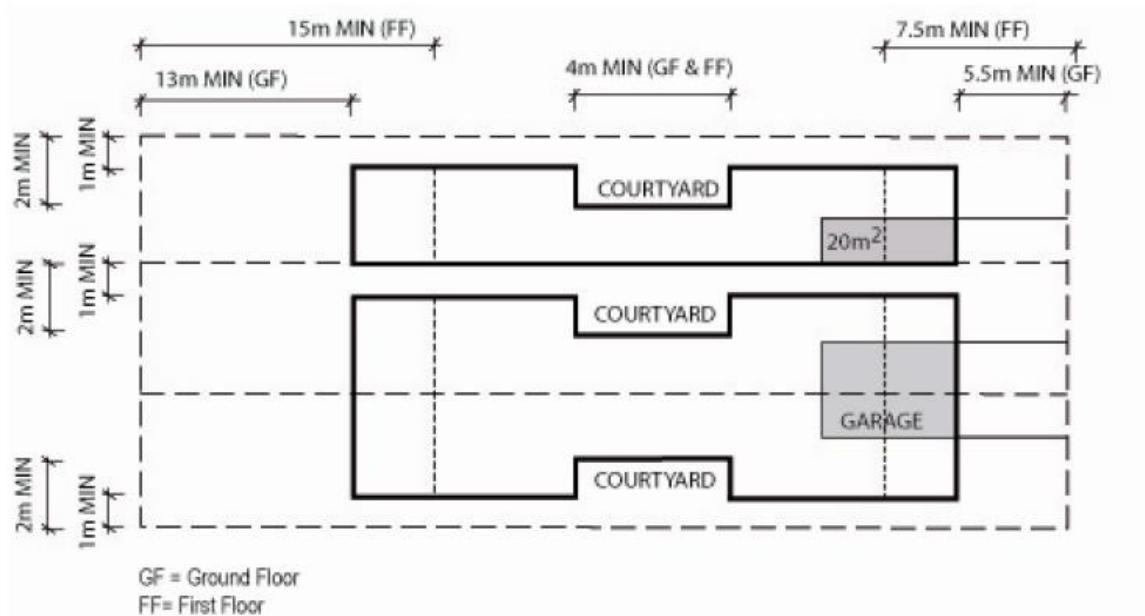 15m MIN (FF)
7.5m MIN (FF)
13m MIN (GF)
4m MIN (GF & FF)
5.5m MIN (GF)
2m MIN
1m MIN
COURTYARD
20m²
2m MIN
1m MIN
COURTYARD
GARAGE
2m MIN
1m MIN
COURTYARD
GF = Ground Floor
FF= First Floor